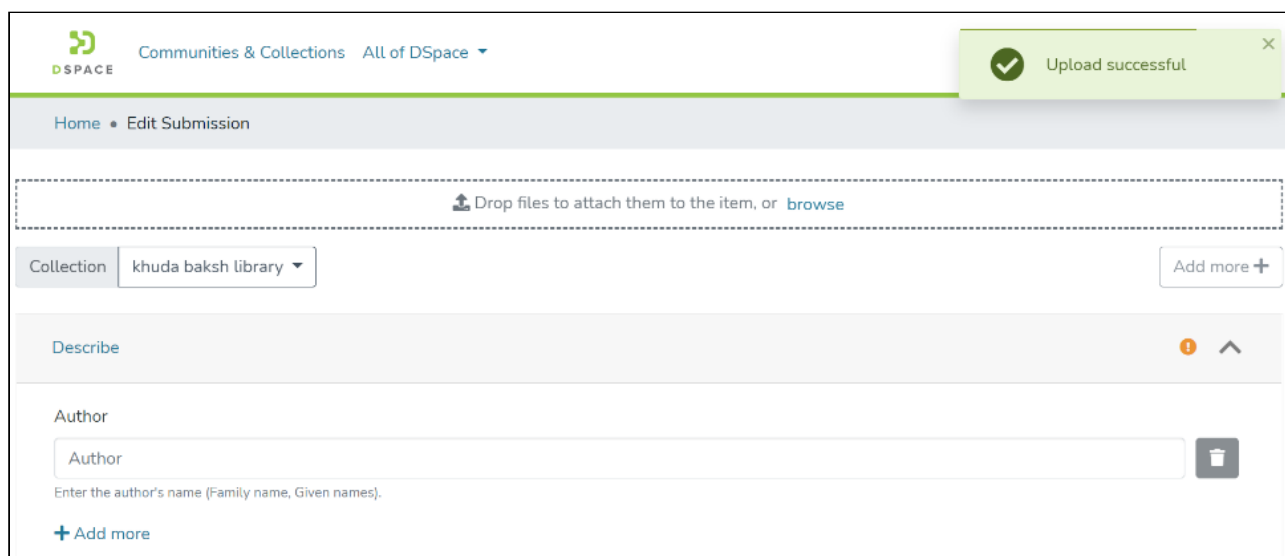 DSPACE
Communities & Collections All of DSpace
Upload successful
Home • Edit Submission
Drop files to attach them to the item, or browse
Collection khuda baksh library
Add more
Describe
Author
Author
Enter the author's name (Family name, Given names).
Add more